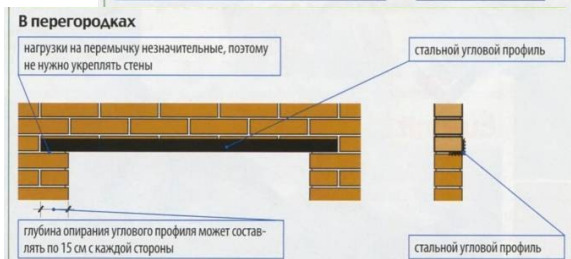 В перегородках
нагрузки на перемычку незначительные, поэтому
не нужно укреплять стены
стальной угловой профиль
глубина опирания углового профиля может состав-
лять по 15 см с каждой стороны
стальной угловой профиль